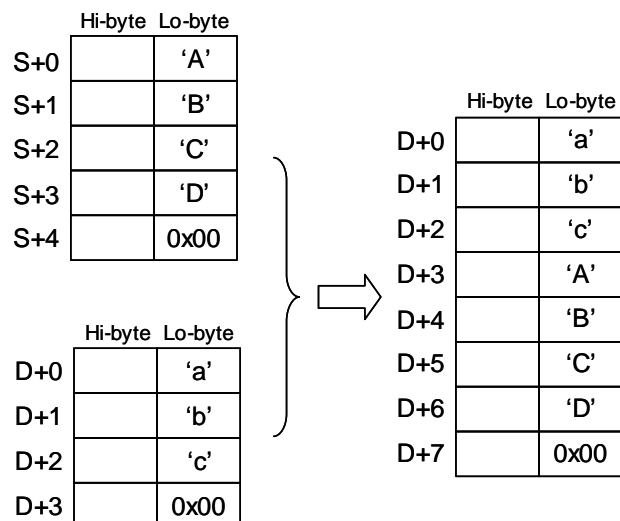 Hi-byte Lo-byte
S+0 ‘A’
S+1 ‘B’
S+2 ‘C’
S+3 ‘D’
S+4 0x00
Hi-byte Lo-byte
D+0 ‘a’
D+1 ‘b’
D+2 ‘c’
D+3 0x00
Hi-byte Lo-byte
D+0 ‘a’
D+1 ‘b’
D+2 ‘c’
D+3 ‘A’
D+4 ‘B’
D+5 ‘C’
D+6 ‘D’
D+7 0x00